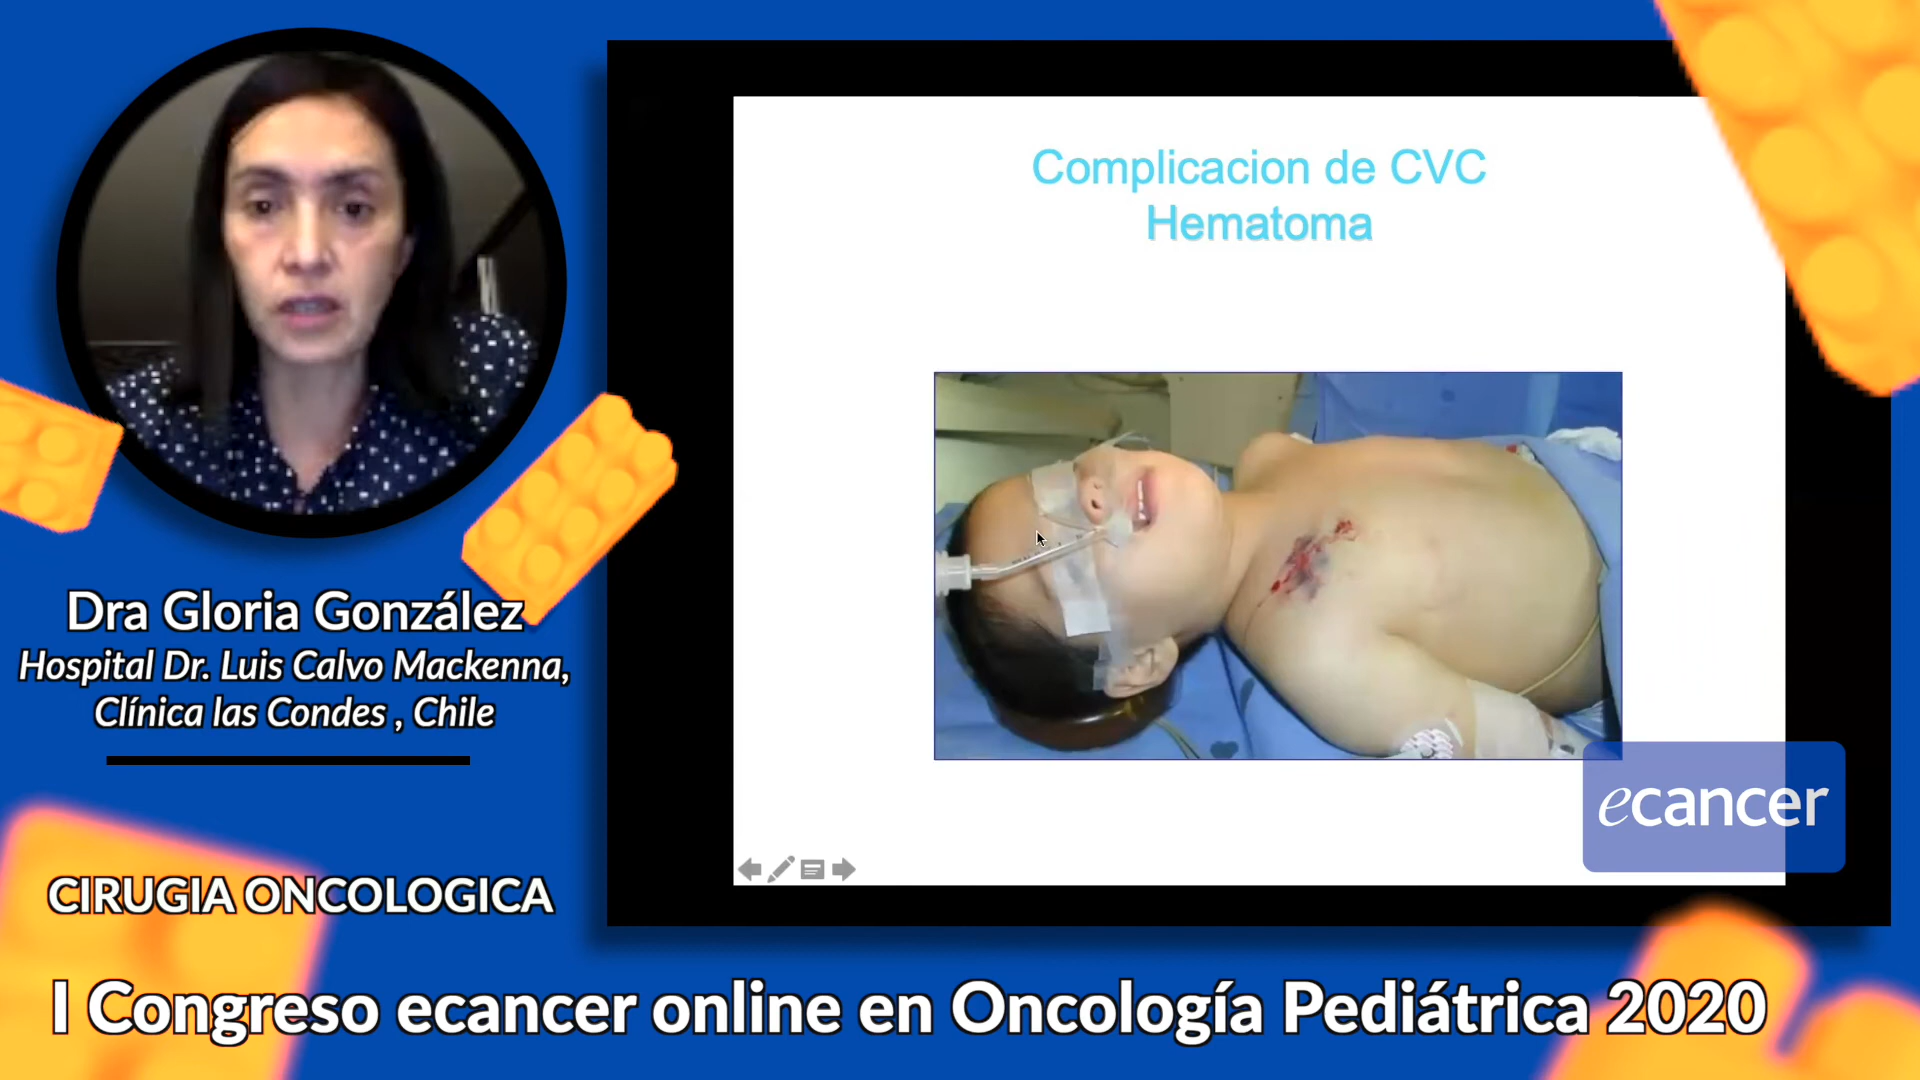 Complicacion de CVC
Hematoma
Dra Gloria González
Hospital Dr. Luis Calvo Mackenna,
Clínica las Condes , Chile
ecancer
CIRUGIA ONCOLOGICA
I Congreso ecancer online en Oncología Pediátrica 2020